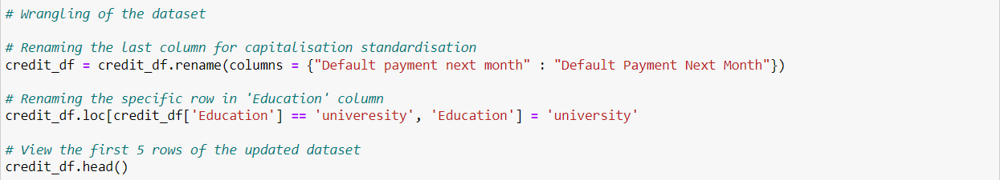 # Wrangling of the dataset
# Renaming the last column for capitalisation standardisation
credit_df = credit_df.rename(columns = {"Default payment next month" : "Default Payment Next Month"})
# Renaming the specific row in 'Education' column
credit_df.loc[credit_df['Education'] == 'univeresity', 'Education'] = 'university'
# View the first 5 rows of the updated dataset
credit_df.head()